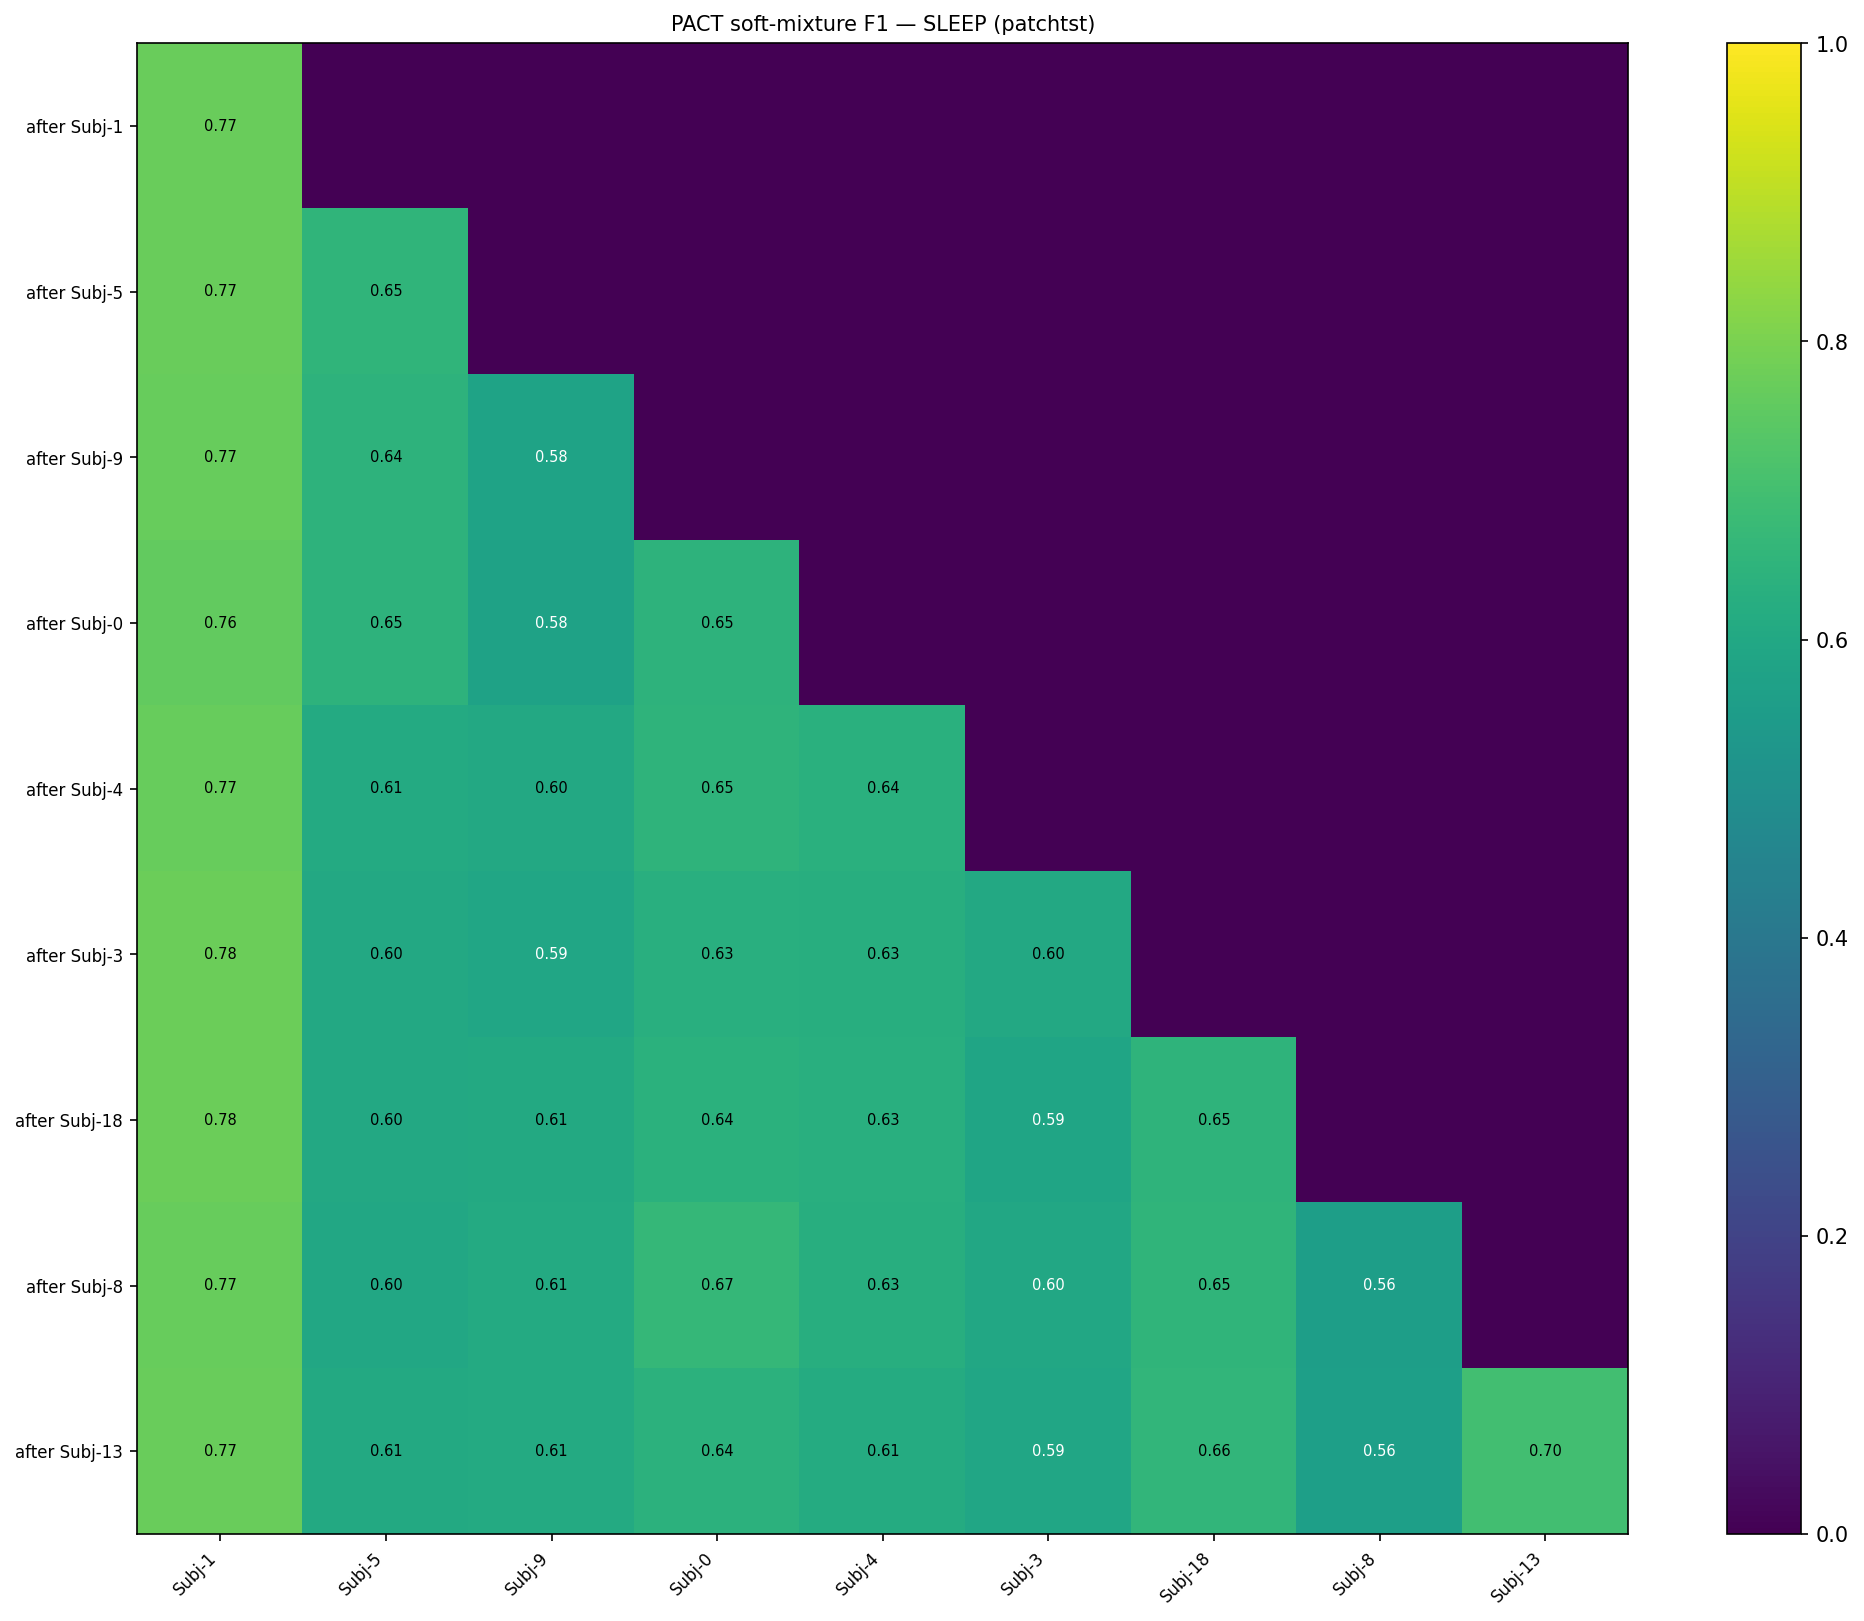 PACT soft-mixture F1 — SLEEP (patchtst)
after Subj-1 0.77
after Subj-5 0.77 0.65
after Subj-9 0.77 0.64 0.58
after Subj-0 0.76 0.65 0.58 0.65
after Subj-4 0.77 0.61 0.60 0.65 0.64
after Subj-3 0.78 0.60 0.59 0.63 0.63 0.60
after Subj-18 0.78 0.60 0.61 0.64 0.63 0.59 0.65
after Subj-8 0.77 0.60 0.61 0.67 0.63 0.60 0.65 0.56
after Subj-13 0.77 0.61 0.61 0.64 0.61 0.59 0.66 0.56 0.70
Subj-1 Subj-5 Subj-9 Subj-0 Subj-4 Subj-3 Subj-18 Subj-8 Subj-13
1.0
0.8
0.6
0.4
0.2
0.0